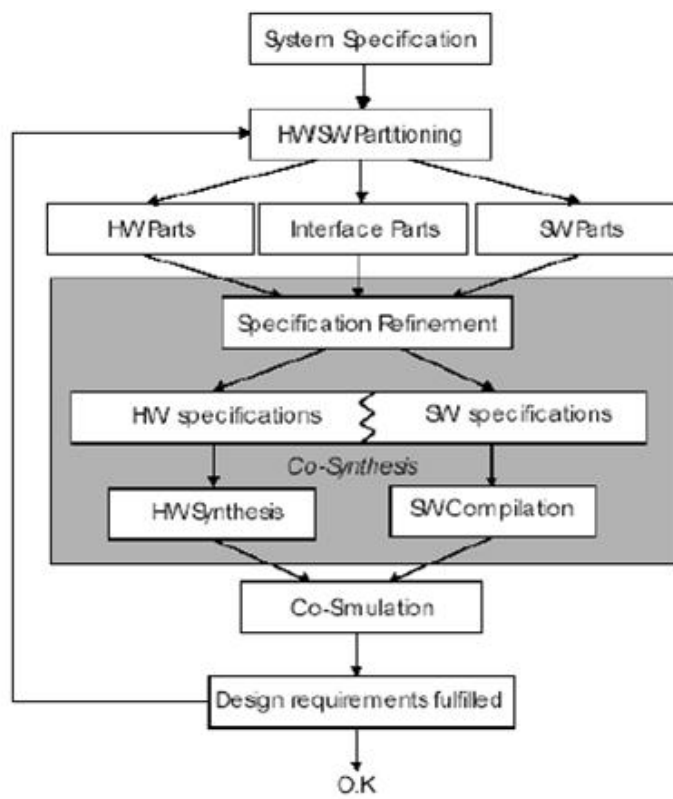 System Specification
HW/SW Partitioning
HW Parts
Interface Parts
SW Parts
Specification Refinement
HW specifications
SW specifications
Co-Synthesis
HW Synthesis
SW Compilation
Co-Smulation
Design requirements fulfilled
O.K